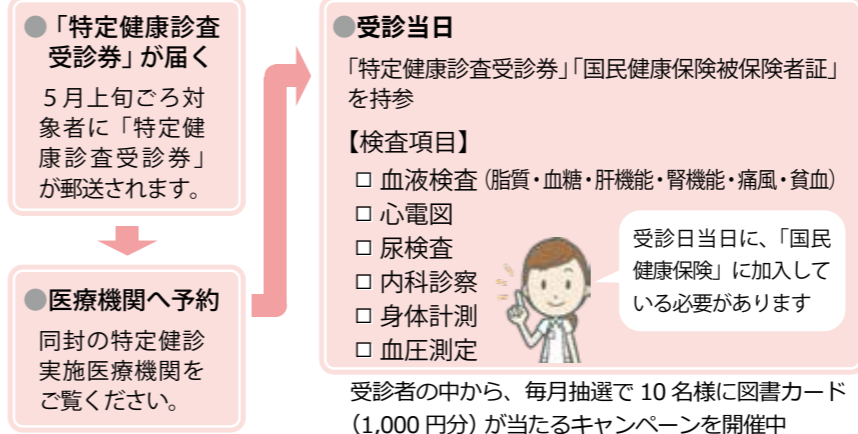 ●「特定健康診査
受診券」が届く
５月上旬ごろ対
象者に「特定健
康診査受診券」
が郵送されます。
●医療機関へ予約
同封の特定健診
実施医療機関を
ご覧ください。
●受診当日
「特定健康診査受診券」「国民健康保険被保険者証」
を持参
【検査項目】
□ 血液検査（脂質・血糖・肝機能・腎機能・痛風・貧血）
□ 心電図
□ 尿検査
□ 内科診察
□ 身体計測
□ 血圧測定
受診日当日に、「国民
健康保険」に加入して
いる必要があります
受診者の中から、毎月抽選で 10 名様に図書カード
（1,000 円分）が当たるキャンペーンを開催中